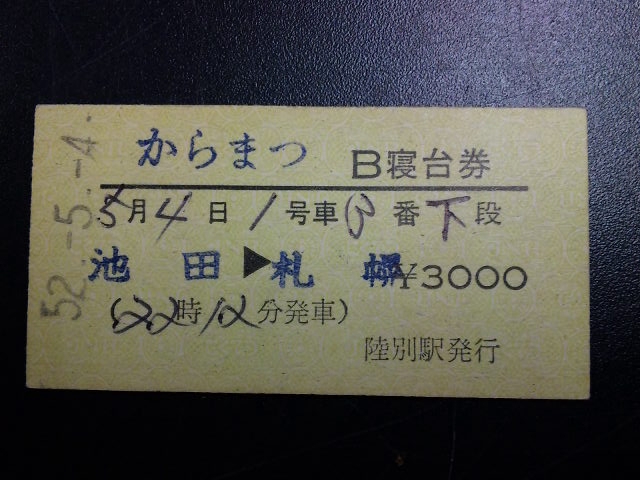 からまつ B寝台券
5月4日1号車3番下段
池田▶札幌 ¥3000
(22時12分発車)
陸別駅発行
52.-5.-4.